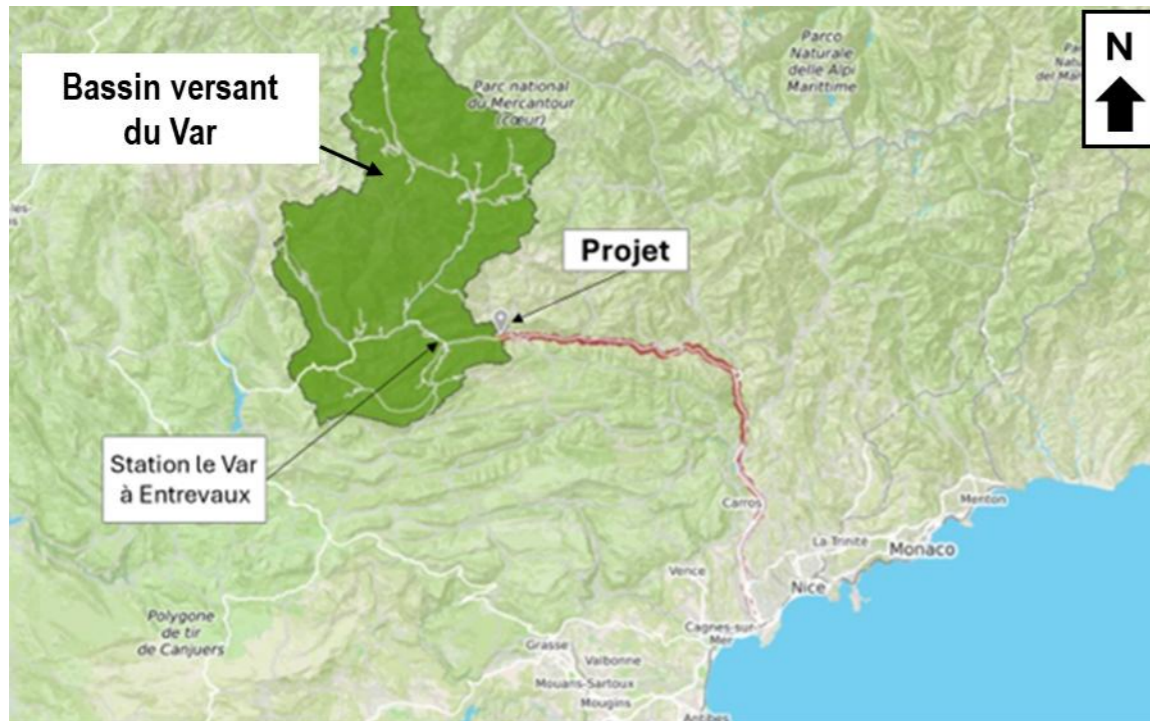 Bassin versant
du Var
Parc national
du Mercantour
(cœur)
Parco
Naturale
delle Alpi
Marittime
N
Projet
Station le Var
à Entrevaux
Carros
Menton
La Trinité
Monaco
Vence
Nice
Polygone
de tir
de Canjuers
Cagnes-sur-
Mer
Grasse
Valbonne
Mouans-Sartoux
Mougins
Antibes